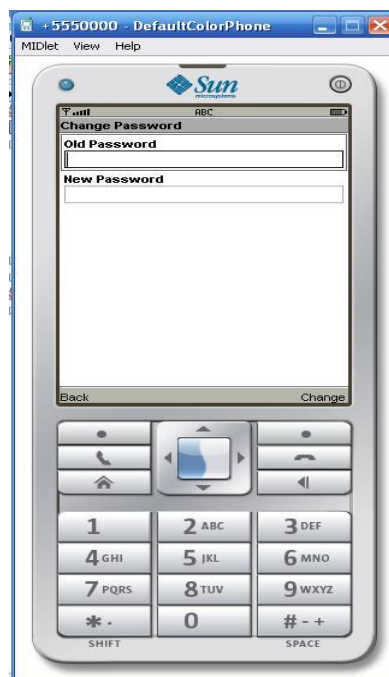 +5550000 - DefaultColorPhone
MIDlet View Help
Sun
microsystems
ABC
Change Password
Old Password
New Password
Back Change
1 2 ABC 3 DEF
4 GHI 5 JKL 6 MNO
7 PQRS 8 TUV 9 WXYZ
* . 0 # - +
SHIFT SPACE